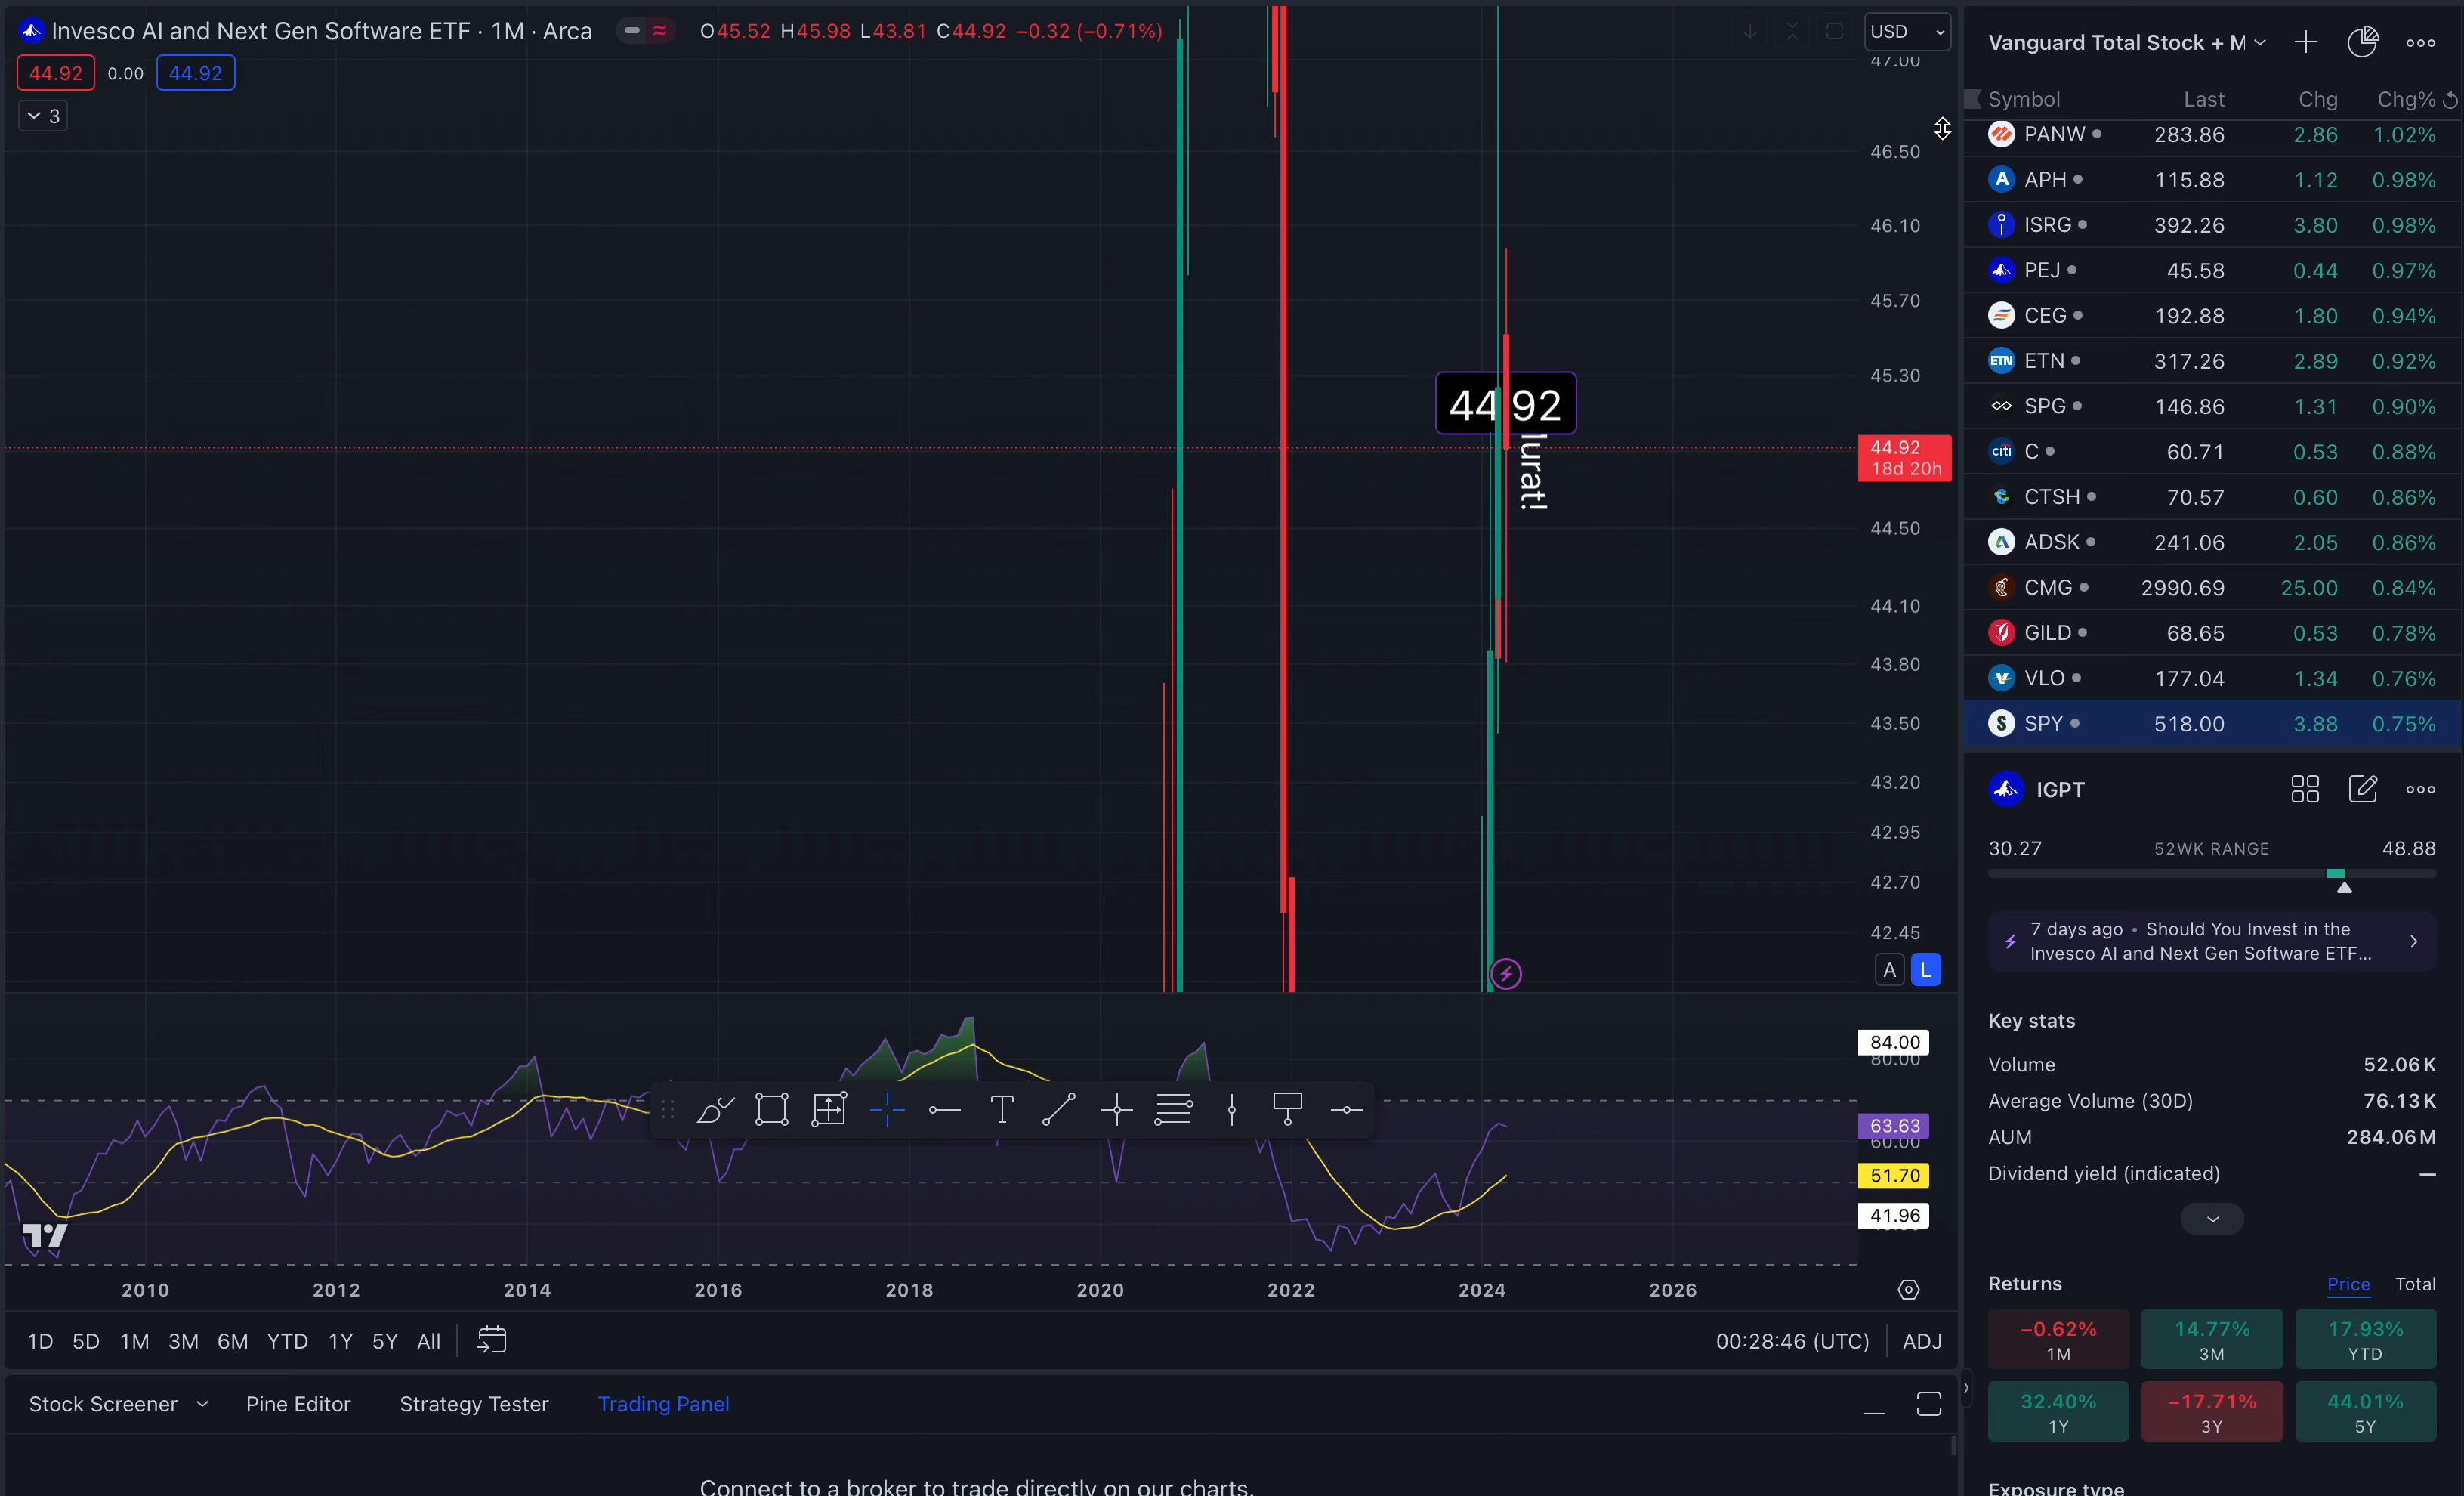 Invesco AI and Next Gen Software ETF · 1M · Arca
O45.52 H45.98 L43.81 C44.92 −0.32 (−0.71%)
44.92 0.00 44.92
3
USD
47.00
46.50
46.10
45.70
45.30
44.92
18d 20h
44.50
44.10
43.80
43.50
43.20
42.95
42.70
42.45
A L
44.92
lurat!
84.00
80.00
63.63
60.00
51.70
41.96
2010 2012 2014 2016 2018 2020 2022 2024 2026
1D 5D 1M 3M 6M YTD 1Y 5Y All
00:28:46 (UTC) ADJ
Stock Screener Pine Editor Strategy Tester Trading Panel
Connect to a broker to trade directly on our charts.
Vanguard Total Stock + M
Symbol Last Chg Chg%
PANW 283.86 2.86 1.02%
APH 115.88 1.12 0.98%
ISRG 392.26 3.80 0.98%
PEJ 45.58 0.44 0.97%
CEG 192.88 1.80 0.94%
ETN ETN 317.26 2.89 0.92%
SPG 146.86 1.31 0.90%
citi C 60.71 0.53 0.88%
CTSH 70.57 0.60 0.86%
ADSK 241.06 2.05 0.86%
CMG 2990.69 25.00 0.84%
GILD 68.65 0.53 0.78%
VLO 177.04 1.34 0.76%
SPY 518.00 3.88 0.75%
IGPT
30.27 52WK RANGE 48.88
7 days ago • Should You Invest in the
Invesco AI and Next Gen Software ETF...
Key stats
Volume 52.06K
Average Volume (30D) 76.13K
AUM 284.06M
Dividend yield (indicated) —
Returns Price Total
−0.62% 14.77% 17.93%
1M 3M YTD
32.40% −17.71% 44.01%
1Y 3Y 5Y
Exposure type